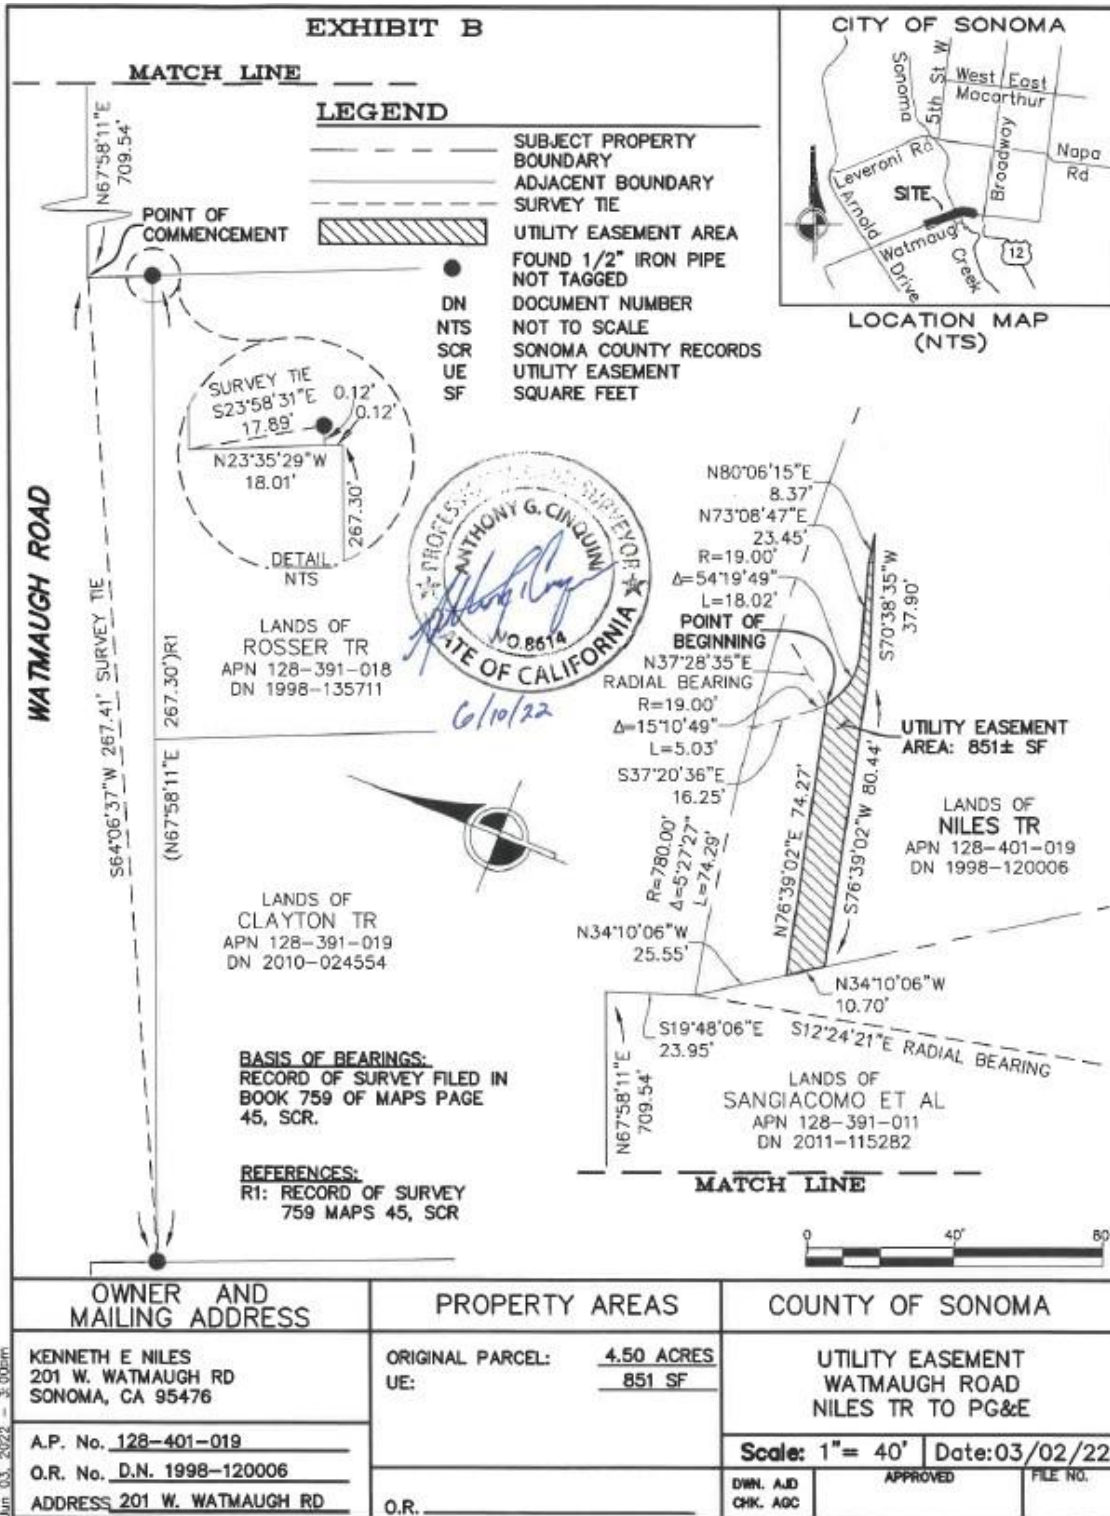 EXHIBIT B
MATCH LINE
N67°58'11"E
709.54'
POINT OF
COMMENCEMENT
LEGEND
SUBJECT PROPERTY
BOUNDARY
ADJACENT BOUNDARY
SURVEY TIE
UTILITY EASEMENT AREA
FOUND 1/2" IRON PIPE
NOT TAGGED
DN DOCUMENT NUMBER
NTS NOT TO SCALE
SCR SONOMA COUNTY RECORDS
UE UTILITY EASEMENT
SF SQUARE FEET
CITY OF SONOMA
Sonoma
5th St W
West East
Macarthur
Broadway
Napa
Rd
Leveroni Rd
Arnold
Drive
SITE
Watmaugh
Creek
12
LOCATION MAP
(NTS)
SURVEY TIE
S23°58'31"E
17.89'
0.12'
0.12'
N23°35'29"W
18.01'
267.30'
DETAIL
NTS
WATMAUGH ROAD
S64°06'37"W 267.41' SURVEY TIE
(N67°58'11"E 267.30')R1
LANDS OF
ROSSER TR
APN 128-391-018
DN 1998-135711
ANTHONY G. CINQUINI
NO.8614
STATE OF CALIFORNIA
6/10/22
LANDS OF
CLAYTON TR
APN 128-391-019
DN 2010-024554
N80°06'15"E
8.37'
N73°08'47"E
23.45'
R=19.00'
Δ=54°19'49"
L=18.02'
POINT OF
BEGINNING
N37°28'35"E
RADIAL BEARING
R=19.00'
Δ=15°10'49"
L=5.03'
S37°20'36"E
16.25'
S70°38'35"W
37.90'
UTILITY EASEMENT
AREA: 851± SF
LANDS OF
NILES TR
APN 128-401-019
DN 1998-120006
R=780.00'
Δ=5°27'27"
L=74.29'
N76°39'02"E 74.27'
S76°39'02"W 80.44'
N34°10'06"W
25.55'
N34°10'06"W
10.70'
S19°48'06"E
23.95'
S12°24'21"E RADIAL BEARING
N67°58'11"E
709.54'
LANDS OF
SANGIACOMO ET AL
APN 128-391-011
DN 2011-115282
MATCH LINE
BASIS OF BEARINGS:
RECORD OF SURVEY FILED IN
BOOK 759 OF MAPS PAGE
45, SCR.
REFERENCES:
R1: RECORD OF SURVEY
759 MAPS 45, SCR
0 40' 80
OWNER AND
MAILING ADDRESS
KENNETH E NILES
201 W. WATMAUGH RD
SONOMA, CA 95476
A.P. No. 128-401-019
O.R. No. D.N. 1998-120006
ADDRESS 201 W. WATMAUGH RD
PROPERTY AREAS
ORIGINAL PARCEL: 4.50 ACRES
UE: 851 SF
O.R.
COUNTY OF SONOMA
UTILITY EASEMENT
WATMAUGH ROAD
NILES TR TO PG&E
Scale: 1"= 40' Date:03/02/22
DWN. AJD
CHK. AGC
APPROVED
FILE NO.
Jun 03, 2022 - 3:00pm